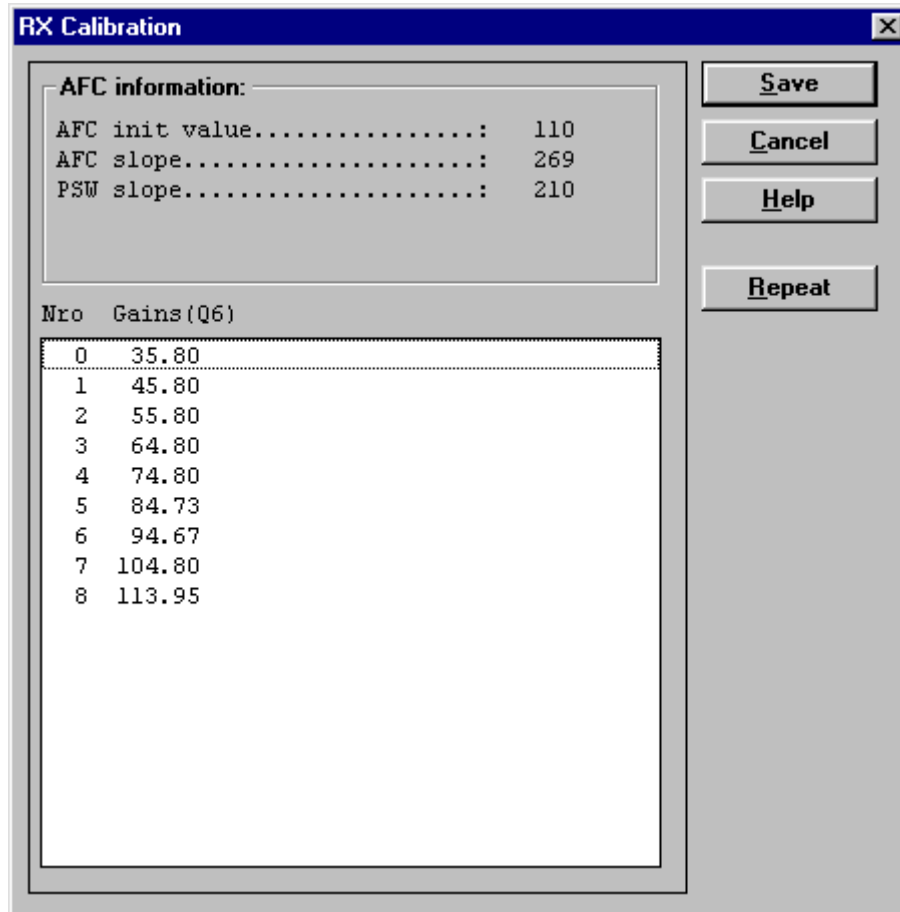 RX Calibration
AFC information:
AFC init value.................: 110
AFC slope......................: 269
PSW slope......................: 210
Nro Gains(Q6)
0 35.80
1 45.80
2 55.80
3 64.80
4 74.80
5 84.73
6 94.67
7 104.80
8 113.95
Save
Cancel
Help
Repeat